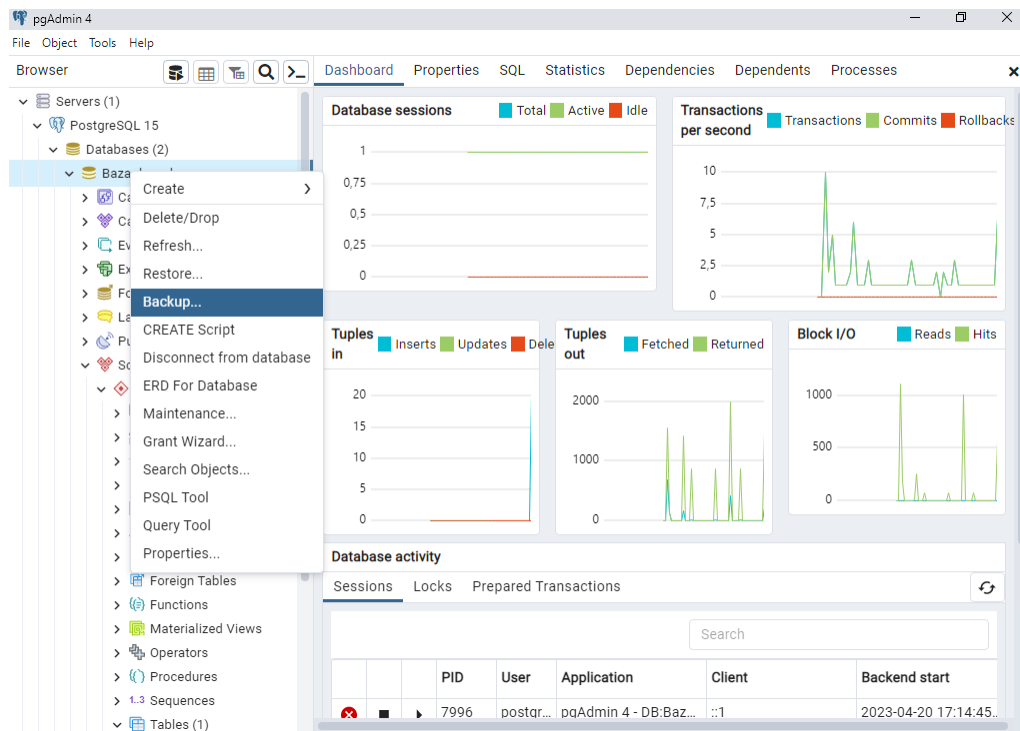 pgAdmin 4
File Object Tools Help
Browser
Dashboard Properties SQL Statistics Dependencies Dependents Processes
Servers (1)
PostgreSQL 15
Databases (2)
Create
Delete/Drop
Refresh...
Restore...
Backup...
CREATE Script
Disconnect from database
ERD For Database
Maintenance...
Grant Wizard...
Search Objects...
PSQL Tool
Query Tool
Properties...
Foreign Tables
Functions
Materialized Views
Operators
Procedures
1..3 Sequences
Tables (1)
Database sessions
Total Active Idle
1
0,75
0,5
0,25
0
Transactions per second
Transactions Commits Rollbacks
10
7,5
5
2,5
0
Tuples in
Inserts Updates Dele
20
15
10
5
0
Tuples out
Fetched Returned
2000
1000
0
Block I/O
Reads Hits
1000
500
0
Database activity
Sessions Locks Prepared Transactions
Search
PID User Application Client Backend start
7996 postgr... pgAdmin 4 - DB:Baz... ::1 2023-04-20 17:14:45..